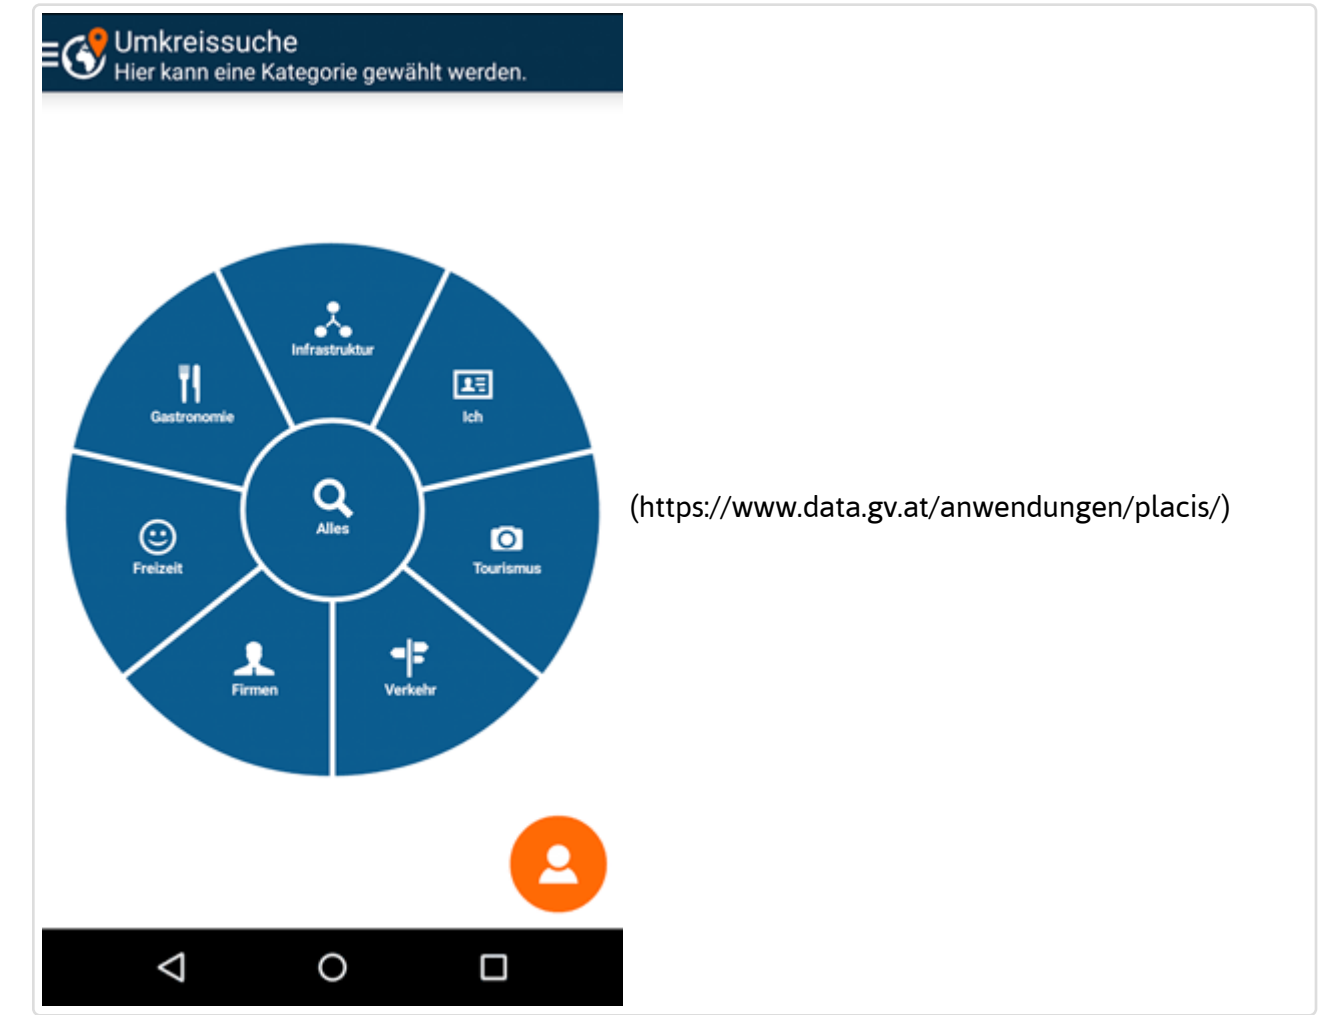 Umkreissuche
Hier kann eine Kategorie gewählt werden.
Infrastruktur
Gastronomie
Ich
Alles
(https://www.data.gv.at/anwendungen/placis/)
Freizeit
Tourismus
Firmen
Verkehr